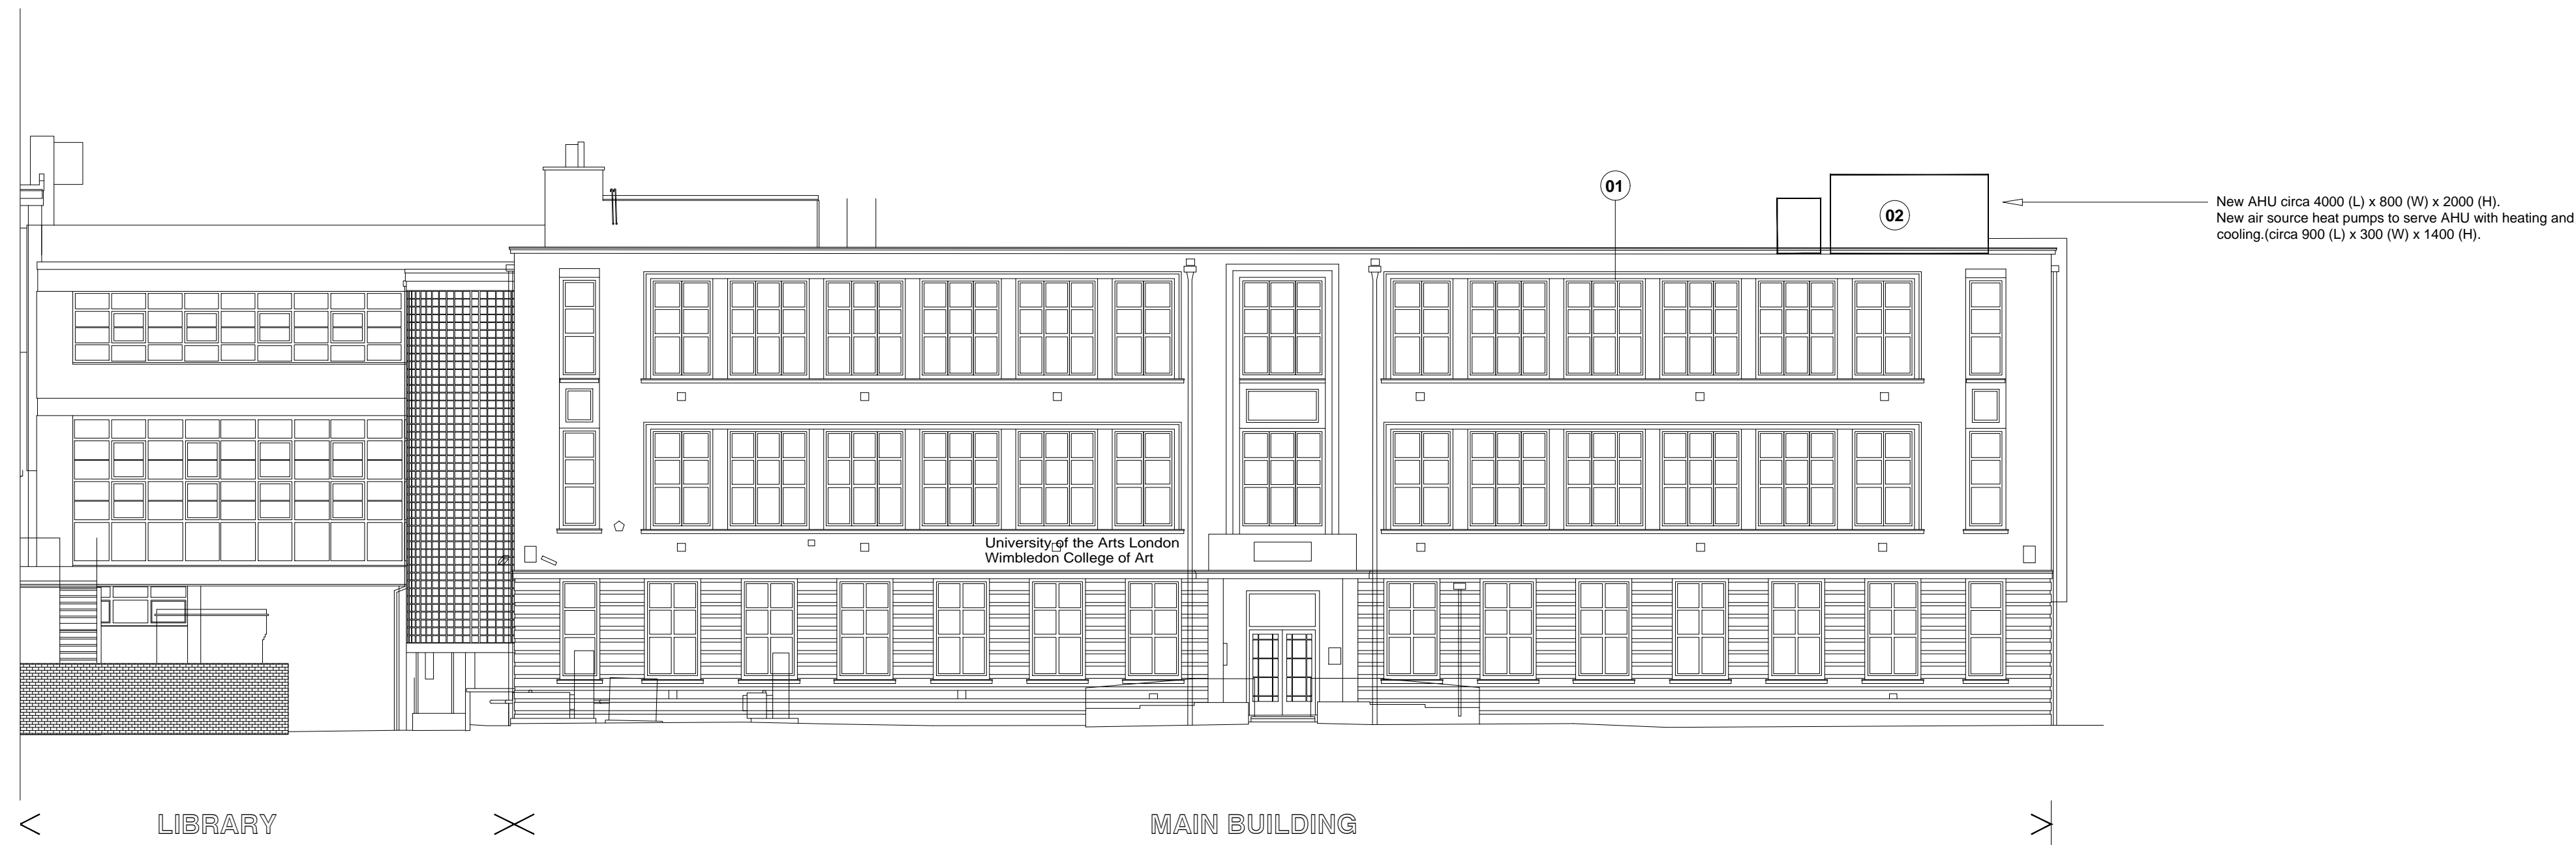 01
02
New AHU circa 4000 (L) x 800 (W) x 2000 (H).
New air source heat pumps to serve AHU with heating and
cooling.(circa 900 (L) x 300 (W) x 1400 (H).
University of the Arts London
Wimbledon College of Art
LIBRARY
MAIN BUILDING